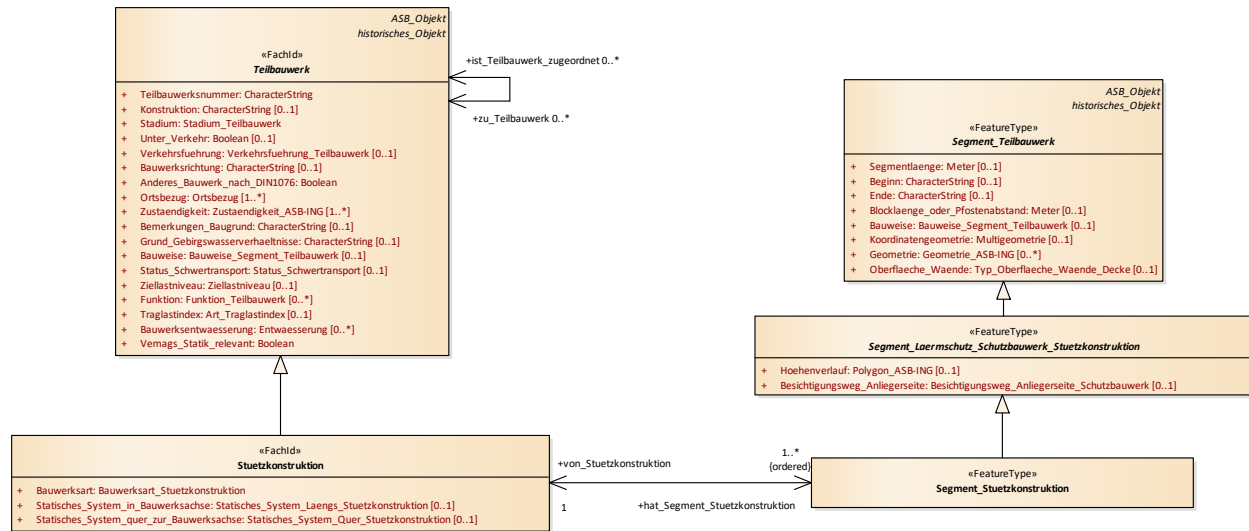 ASB_Objekt
historisches_Objekt
«FachId»
Teilbauwerk
+ Teilbauwerksnummer: CharacterString
+ Konstruktion: CharacterString [0..1]
+ Stadium: Stadium_Teilbauwerk
+ Unter_Verkehr: Boolean [0..1]
+ Verkehrsfuehrung: Verkehrsfuehrung_Teilbauwerk [0..1]
+ Bauwerksrichtung: CharacterString [0..1]
+ Anderes_Bauwerk_nach_DIN1076: Boolean
+ Ortsbezug: Ortsbezug [1..*]
+ Zustaendigkeit: Zustaendigkeit_ASB-ING [1..*]
+ Bemerkungen_Baugrund: CharacterString [0..1]
+ Grund_Gebirgswasserverhaeltnisse: CharacterString [0..1]
+ Bauweise: Bauweise_Segment_Teilbauwerk [0..1]
+ Status_Schwertransport: Status_Schwertransport [0..1]
+ Ziellastniveau: Ziellastniveau [0..1]
+ Funktion: Funktion_Teilbauwerk [0..*]
+ Traglastindex: Art_Traglastindex [0..1]
+ Bauwerksentwaesserung: Entwaesserung [0..*]
+ Vemags_Statik_relevant: Boolean
+ist_Teilbauwerk_zugeordnet 0..*
+zu_Teilbauwerk 0..*
ASB_Objekt
historisches_Objekt
«FeatureType»
Segment_Teilbauwerk
+ Segmentlaenge: Meter [0..1]
+ Beginn: CharacterString [0..1]
+ Ende: CharacterString [0..1]
+ Blocklaenge_oder_Pfostenabstand: Meter [0..1]
+ Bauweise: Bauweise_Segment_Teilbauwerk [0..1]
+ Koordinatengeometrie: Multigeometrie [0..1]
+ Geometrie: Geometrie_ASB-ING [0..*]
+ Oberflaeche_Waende: Typ_Oberflaeche_Waende_Decke [0..1]
«FeatureType»
Segment_Laermschutz_Schutzbauwerk_Stuetzkonstruktion
+ Hoehenverlauf: Polygon_ASB-ING [0..1]
+ Besichtigungsweg_Anliegerseite: Besichtigungsweg_Anliegerseite_Schutzbauwerk [0..1]
«FachId»
Stuetzkonstruktion
+ Bauwerksart: Bauwerksart_Stuetzkonstruktion
+ Statisches_System_in_Bauwerksachse: Statisches_System_Laengs_Stuetzkonstruktion [0..1]
+ Statisches_System_quer_zur_Bauwerksachse: Statisches_System_Quer_Stuetzkonstruktion [0..1]
+von_Stuetzkonstruktion
1
1..*
{ordered}
+hat_Segment_Stuetzkonstruktion
«FeatureType»
Segment_Stuetzkonstruktion